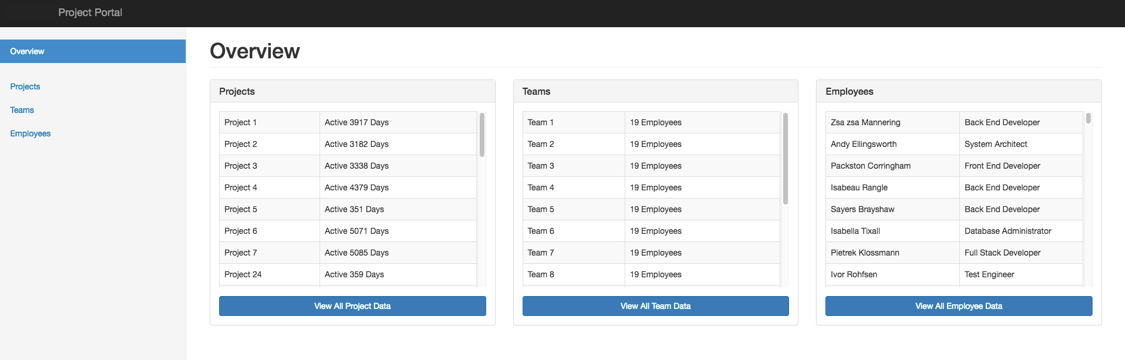 Project Portal
Overview
Projects
Teams
Employees
Overview
Projects
Project 1 Active 3917 Days
Project 2 Active 3182 Days
Project 3 Active 3338 Days
Project 4 Active 4379 Days
Project 5 Active 351 Days
Project 6 Active 5071 Days
Project 7 Active 5085 Days
Project 24 Active 359 Days
View All Project Data
Teams
Team 1 19 Employees
Team 2 19 Employees
Team 3 19 Employees
Team 4 19 Employees
Team 5 19 Employees
Team 6 19 Employees
Team 7 19 Employees
Team 8 19 Employees
View All Team Data
Employees
Zsa zsa Mannering Back End Developer
Andy Ellingsworth System Architect
Packston Corringham Front End Developer
Isabeau Rangle Back End Developer
Sayers Brayshaw Back End Developer
Isabella Tixall Database Administrator
Pietrek Klossmann Full Stack Developer
Ivor Rohfsen Test Engineer
View All Employee Data